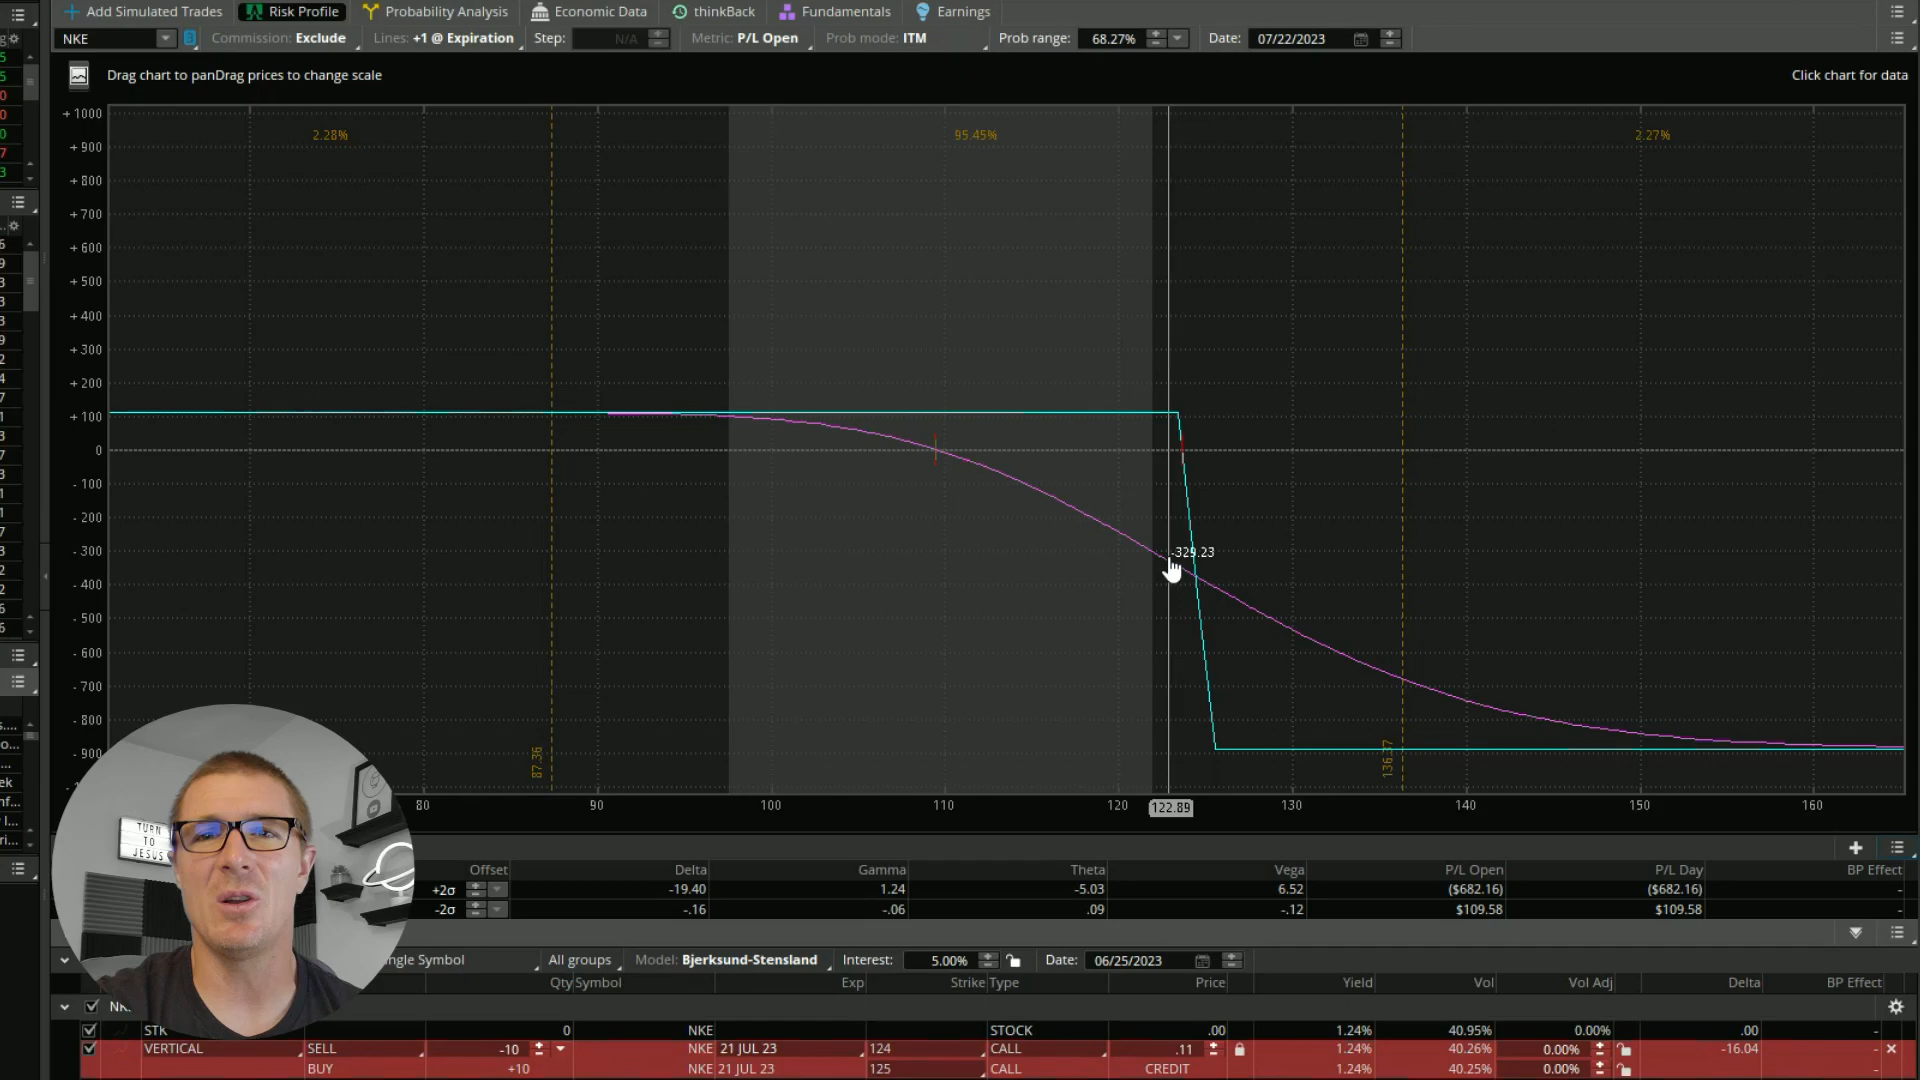 Add Simulated Trades Risk Profile Probability Analysis Economic Data thinkBack Fundamentals Earnings
NKE Commission: Exclude Lines: +1 @ Expiration Step: N/A Metric: P/L Open Prob mode: ITM Prob range: 68.27% Date: 07/22/2023
Drag chart to panDrag prices to change scale Click chart for data
+1000
2.28% 95.45% 2.27%
+900
+800
+700
+600
+500
+400
+300
+200
+100
0
-100
-200
-300
-329.23
-400
-500
-600
-700
-800
-900
87.36 136.37
80 90 100 110 120 122.89 130 140 150 160
TURN
TO
JESUS
Offset Delta Gamma Theta Vega P/L Open P/L Day BP Effect
+2σ -19.40 1.24 -5.03 6.52 ($682.16) ($682.16) -
-2σ -.16 -.06 .09 -.12 $109.58 $109.58 -
ngle Symbol All groups Model: Bjerksund-Stensland Interest: 5.00% Date: 06/25/2023
Qty Symbol Exp Strike Type Price Yield Vol Vol Adj Delta BP Effect
NK
STK 0 NKE STOCK .00 1.24% 40.95% 0.00% .00 -
VERTICAL SELL -10 NKE 21 JUL 23 124 CALL .11 1.24% 40.26% 0.00% -16.04 -
BUY +10 NKE 21 JUL 23 125 CALL CREDIT 1.24% 40.25% 0.00%